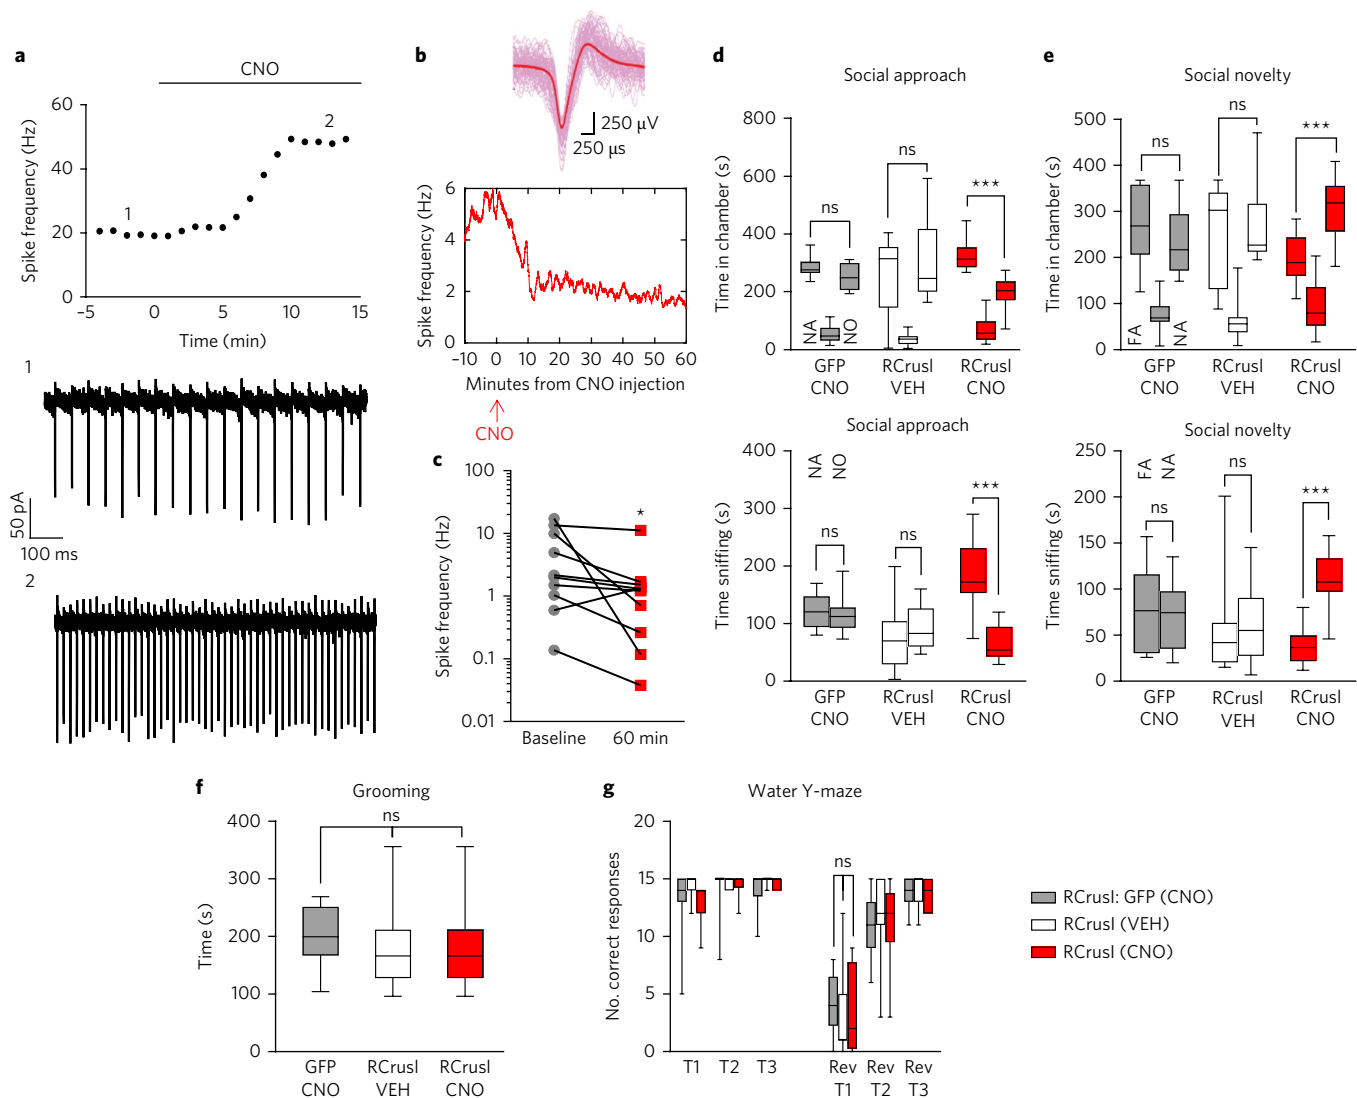 a
CNO
60
40
20
0
Spike frequency (Hz)
1
2
−5 0 5 10 15
Time (min)
1
50 pA
100 ms
2
b
250 µV
250 µs
6
4
2
0
Spike frequency (Hz)
-10 0 10 20 30 40 50 60
Minutes from CNO injection
CNO
c
100
10
1
0.1
0.01
Spike frequency (Hz)
*
Baseline 60 min
d
Social approach
800
600
400
200
0
Time in chamber (s)
ns
ns
***
NA
NO
GFP CNO
RCrusI VEH
RCrusI CNO
Social approach
400
300
200
100
0
Time sniffing (s)
NA
NO
ns
ns
***
GFP CNO
RCrusI VEH
RCrusI CNO
e
Social novelty
500
400
300
200
100
0
Time in chamber (s)
ns
ns
***
FA
NA
GFP CNO
RCrusI VEH
RCrusI CNO
Social novelty
250
200
150
100
50
0
Time sniffing (s)
FA
NA
ns
ns
***
GFP CNO
RCrusI VEH
RCrusI CNO
f
Grooming
400
300
200
100
0
Time (s)
ns
GFP CNO
RCrusI VEH
RCrusI CNO
g
Water Y-maze
20
15
10
5
0
No. correct responses
ns
T1 T2 T3
Rev T1
Rev T2
Rev T3
RCrusI: GFP (CNO)
RCrusI (VEH)
RCrusI (CNO)